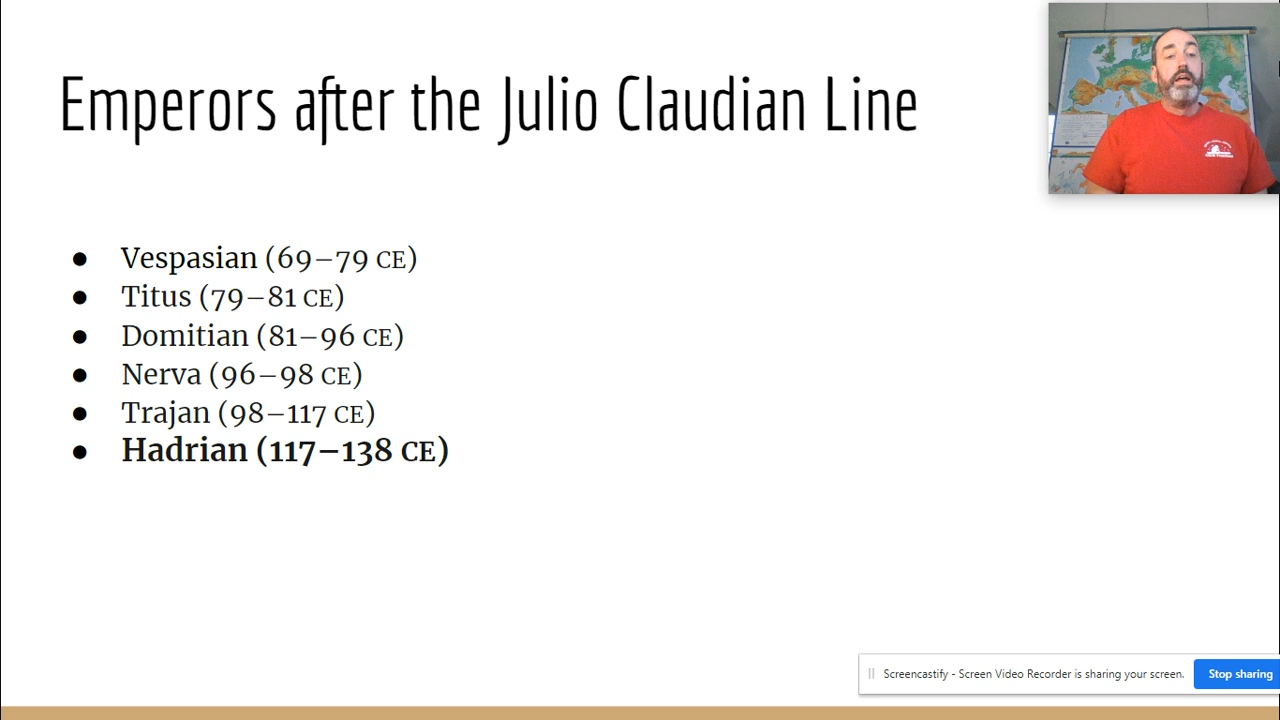 Emperors after the Julio Claudian Line
● Vespasian (69–79 CE)
● Titus (79–81 CE)
● Domitian (81–96 CE)
● Nerva (96–98 CE)
● Trajan (98–117 CE)
● Hadrian (117–138 CE)
Screencastify - Screen Video Recorder is sharing your screen.
Stop sharing